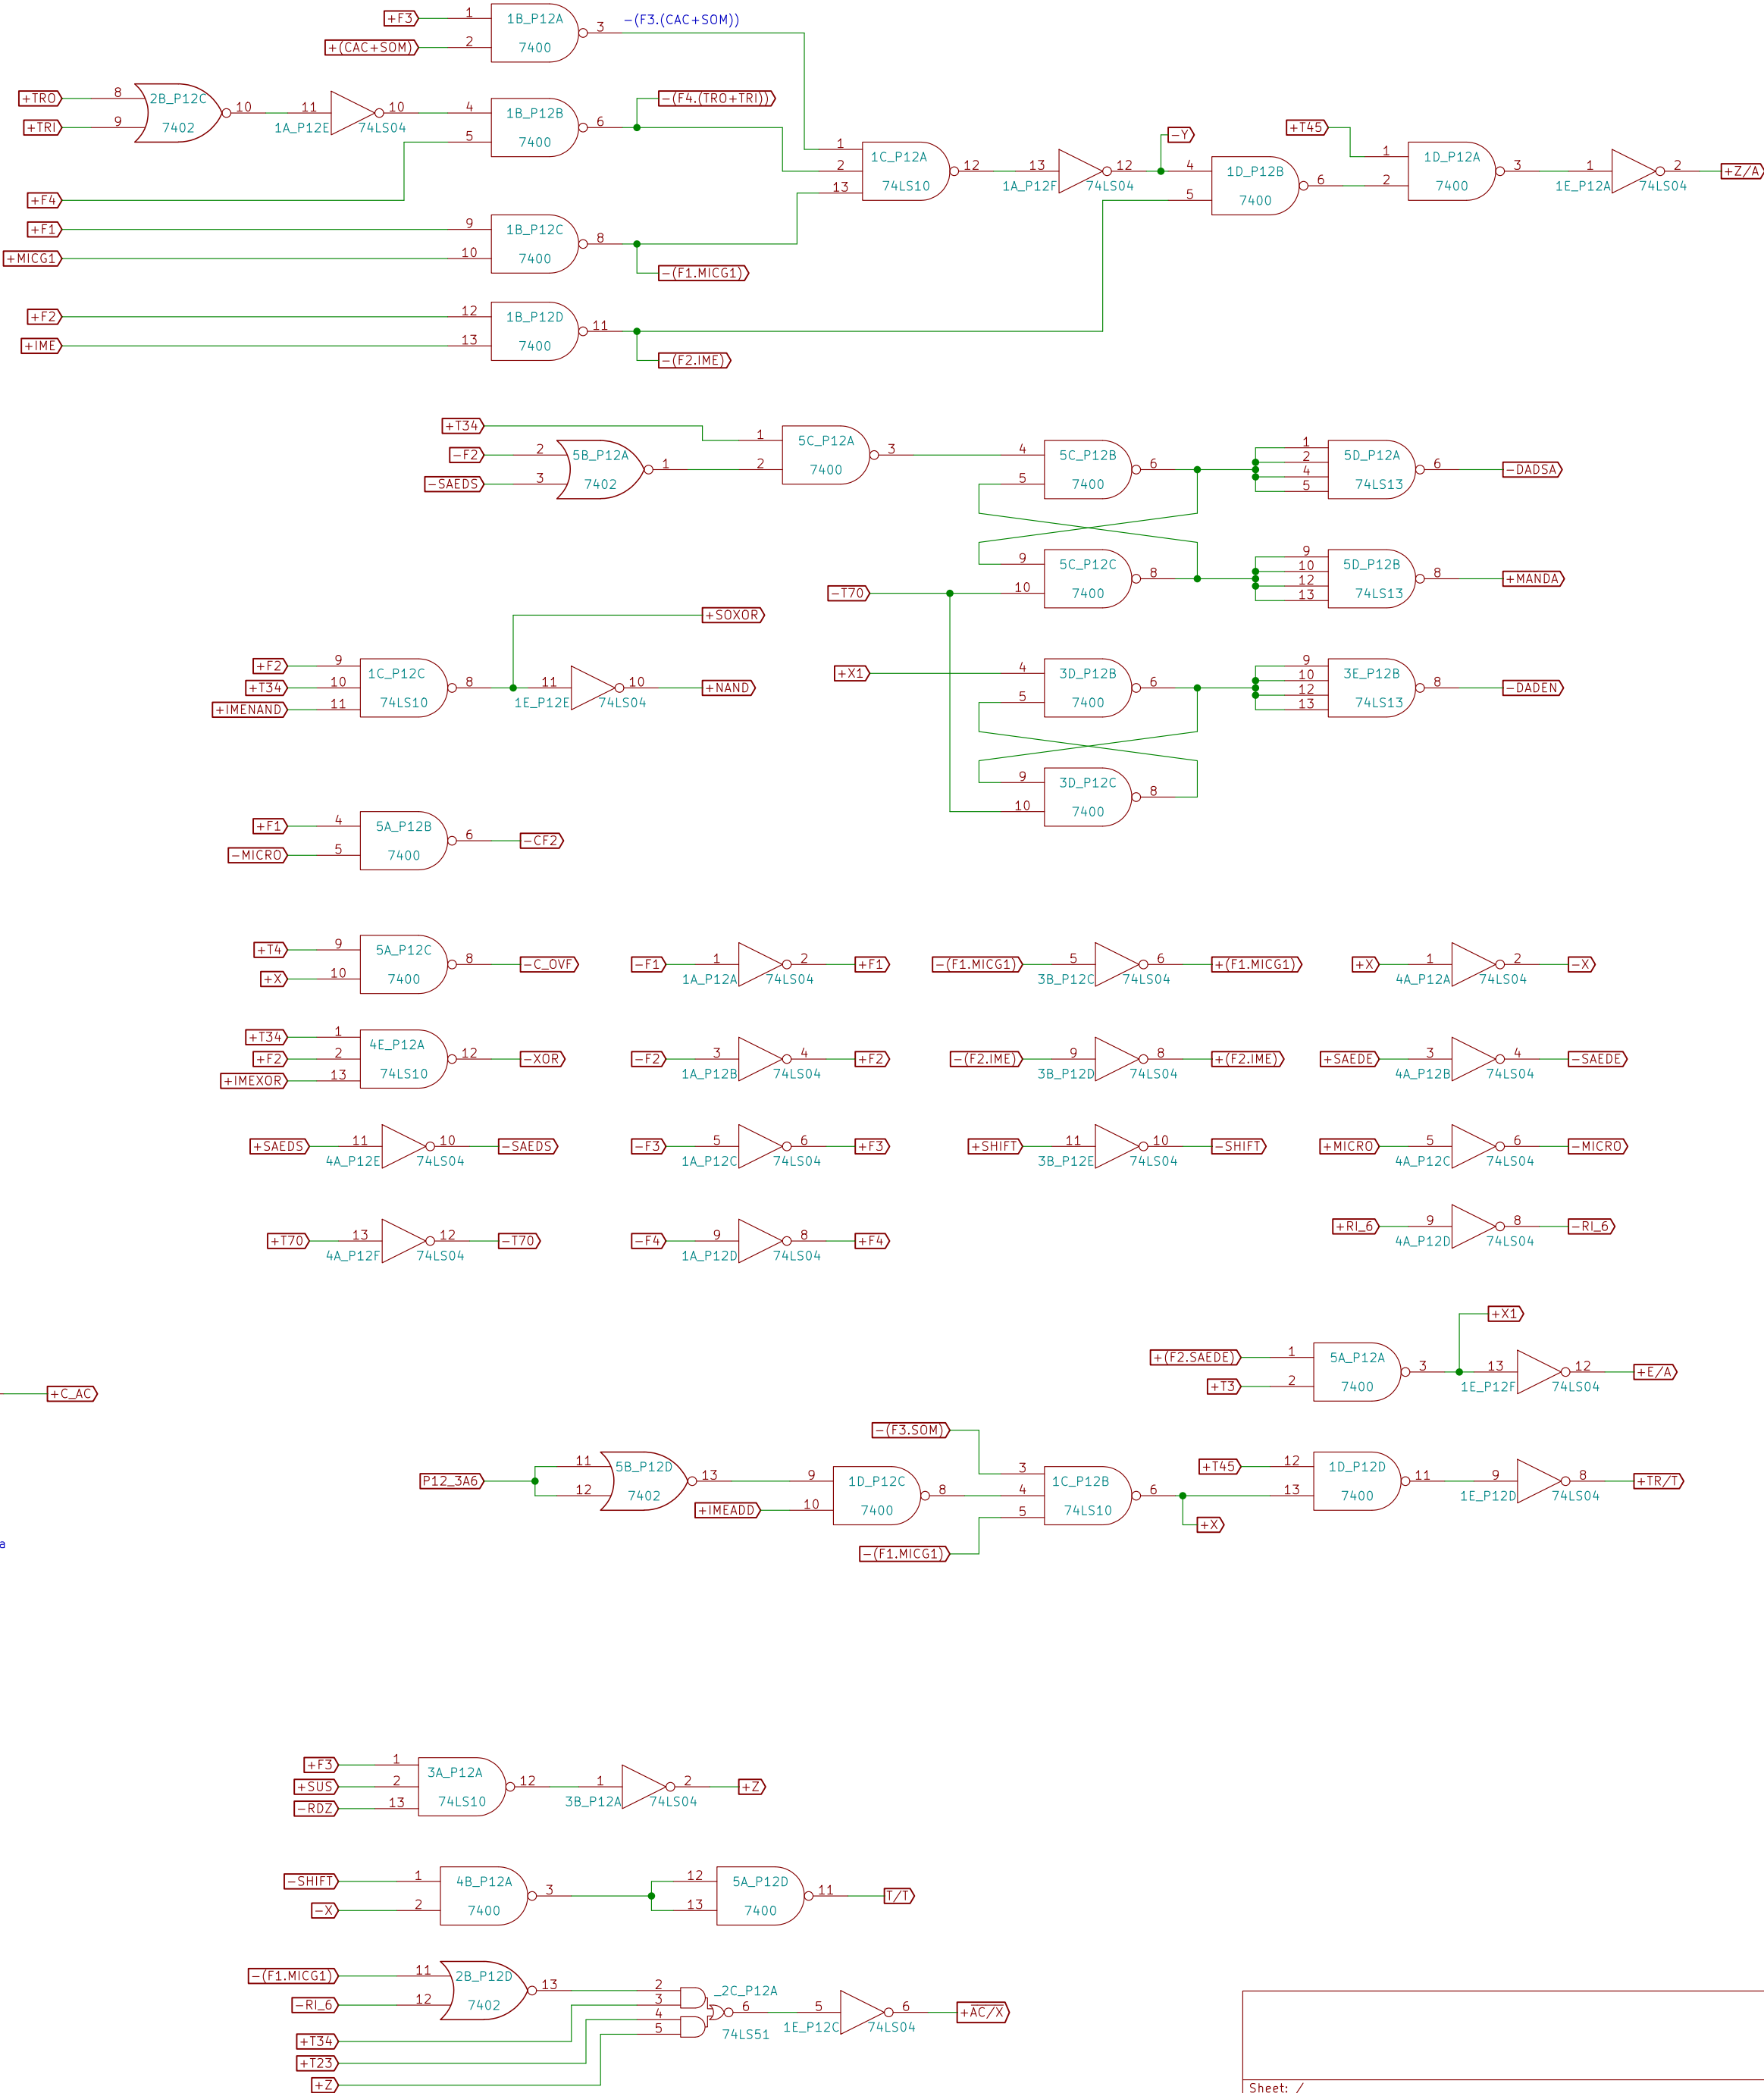 +F3 1 1B_P12A 3 -(F3.(CAC+SOM))
+(CAC+SOM) 2 7400
+TRO 8 2B_P12C 10 11 10 4 1B_P12B 6 -(F4.(TRO+TRI))
+TRI 9 7402 1A_P12E 74LS04 5 7400
+T45 1 1D_P12A 3 1 2 +Z/A
1 1C_P12A 12 13 12 -Y 4 1D_P12B 6 2 7400 1E_P12A 74LS04
2 13 74LS10 1A_P12F 74LS04 5 7400
+F4
+F1 9 1B_P12C 8
+MICG1 10 7400 -(F1.MICG1)
+F2 12 1B_P12D 11
+IME 13 7400 -(F2.IME)
+T34 1 5C_P12A 3 4 5C_P12B 6 1 2 4 5 5D_P12A 6 -DADSA
-F2 2 5B_P12A 1 2 7400 5 7400 74LS13
-SAEDS 3 7402
9 5C_P12C 8 9 10 12 13 5D_P12B 8 +MANDA
-T70 10 7400 74LS13
+SOXOR
+F2 9 1C_P12C 8 11 10 +NAND +X1 4 3D_P12B 6 9 10 12 13 3E_P12B 8 -DADEN
+T34 10 74LS10 1E_P12E 74LS04 5 7400 74LS13
+IMENAND 11
9 3D_P12C 8
10 7400
+F1 4 5A_P12B 6 -CF2
-MICRO 5 7400
+T4 9 5A_P12C 8 -C_OVF -F1 1 2 +F1 -(F1.MICG1) 5 6 +(F1.MICG1) +X 1 2 -X
+X 10 7400 1A_P12A 74LS04 3B_P12C 74LS04 4A_P12A 74LS04
+T34 1 4E_P12A 12 -XOR -F2 3 4 +F2 -(F2.IME) 9 8 +(F2.IME) +SAEDE 3 4 -SAEDE
+F2 2 74LS10 1A_P12B 74LS04 3B_P12D 74LS04 4A_P12B 74LS04
+IMEXOR 13
+SAEDS 11 10 -SAEDS -F3 5 6 +F3 +SHIFT 11 10 -SHIFT +MICRO 5 6 -MICRO
4A_P12E 74LS04 1A_P12C 74LS04 3B_P12E 74LS04 4A_P12C 74LS04
+T70 13 12 -T70 -F4 9 8 +F4 +RI_6 9 8 -RI_6
4A_P12F 74LS04 1A_P12D 74LS04 4A_P12D 74LS04
+X1
+(F2.SAEDE) 1 5A_P12A 3 13 12 +E/A
+T3 2 7400 1E_P12F 74LS04
+C_AC
-(F3.SOM)
P12_3A6 11 5B_P12D 13 9 1D_P12C 8 3 1C_P12B 6 +T45 12 1D_P12D 11 9 8 +TR/T
12 7402 +IMEADD 10 7400 4 5 74LS10 +X 13 7400 1E_P12D 74LS04
-(F1.MICG1)
a
+F3 1 3A_P12A 12 1 2 +Z
+SUS 2 74LS10 3B_P12A 74LS04
-RDZ 13
-SHIFT 1 4B_P12A 3 12 5A_P12D 11 T/T
-X 2 7400 13 7400
-(F1.MICG1) 11 2B_P12D 13 2 _2C_P12A
-RI_6 12 7402 3 4 5 6 74LS51 5 6 +AC/X
1E_P12C 74LS04
+T34
+T23
+Z
Sheet: /